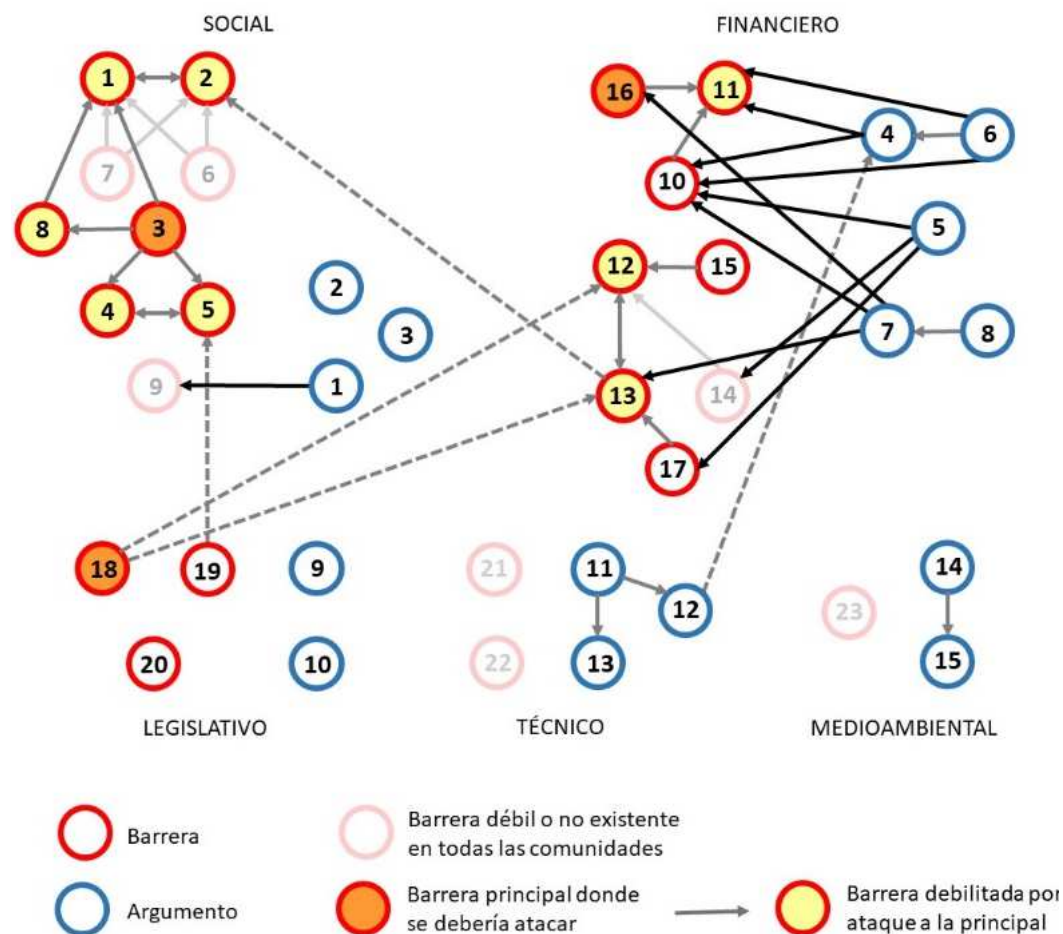 SOCIAL FINANCIERO
1 2 16 11
4 6
7 6 10
8 3 5
12 15
4 5 2
3 7 8
9 1 13 14
17
18 19 9 21 11 14
12 23
20 10 22 13 15
LEGISLATIVO TÉCNICO MEDIOAMBIENTAL
Barrera
Barrera débil o no existente
en todas las comunidades
Argumento
Barrera principal donde
se debería atacar
Barrera debilitada por
ataque a la principal